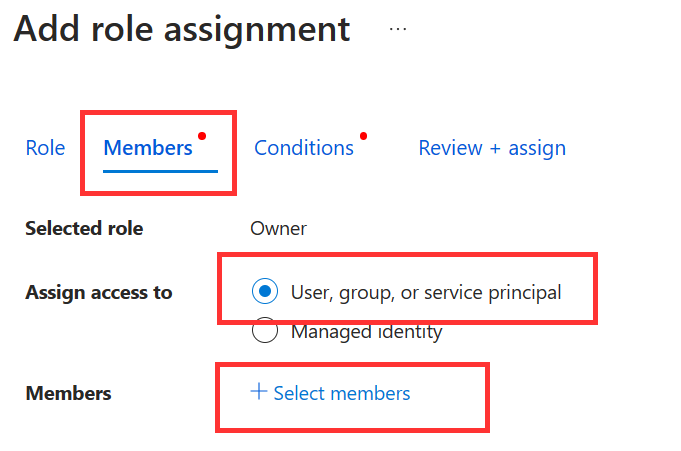 Add role assignment ...
Role Members Conditions Review + assign
Selected role Owner
Assign access to User, group, or service principal
Managed identity
Members + Select members